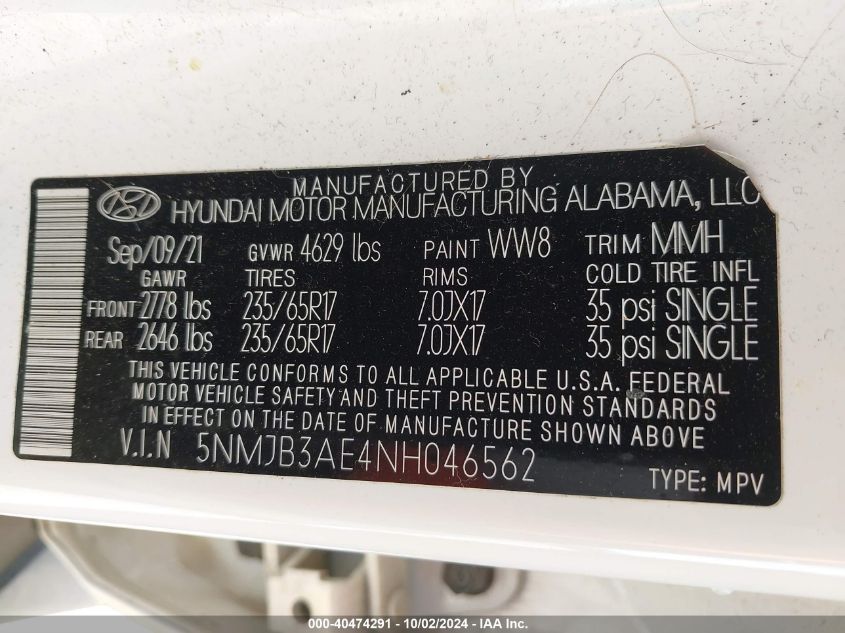 MANUFACTURED BY
HYUNDAI MOTOR MANUFACTURING ALABAMA, LLC
Sep/09/21 GVWR 4629 lbs PAINT WW8 TRIM MMH
GAWR TIRES RIMS COLD TIRE INFL
FRONT 2778 lbs 235/65R17 7.0JX17 35 psi SINGLE
REAR 2646 lbs 235/65R17 7.0JX17 35 psi SINGLE
THIS VEHICLE CONFORMS TO ALL APPLICABLE U.S.A. FEDERAL
MOTOR VEHICLE SAFETY AND THEFT PREVENTION STANDARDS
IN EFFECT ON THE DATE OF MANUFACTURE SHOWN ABOVE.
V.I.N 5NMJB3AE4NH046562
TYPE: MPV
000-40474291 - 10/02/2024 - IAA Inc.